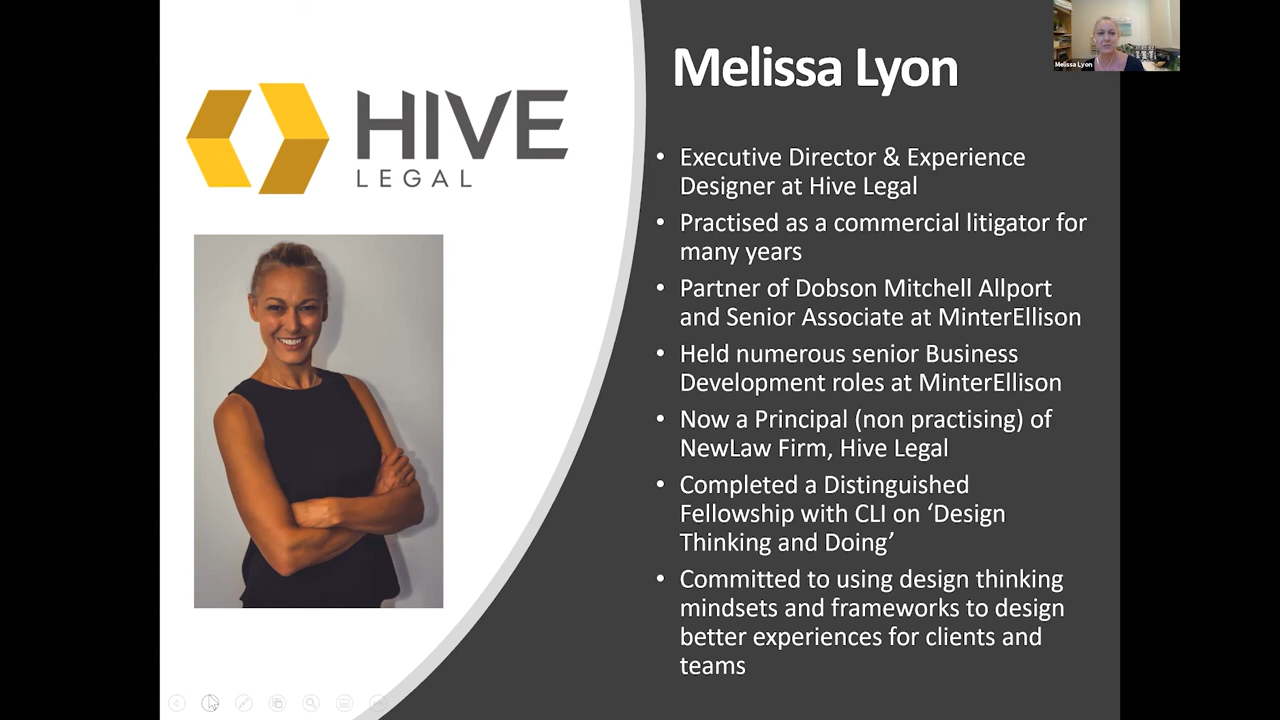 HIVE
LEGAL
Melissa Lyon
• Executive Director & Experience
Designer at Hive Legal
• Practised as a commercial litigator for
many years
• Partner of Dobson Mitchell Allport
and Senior Associate at MinterEllison
• Held numerous senior Business
Development roles at MinterEllison
• Now a Principal (non practising) of
NewLaw Firm, Hive Legal
• Completed a Distinguished
Fellowship with CLI on ‘Design
Thinking and Doing’
• Committed to using design thinking
mindsets and frameworks to design
better experiences for clients and
teams
Melissa Lyon